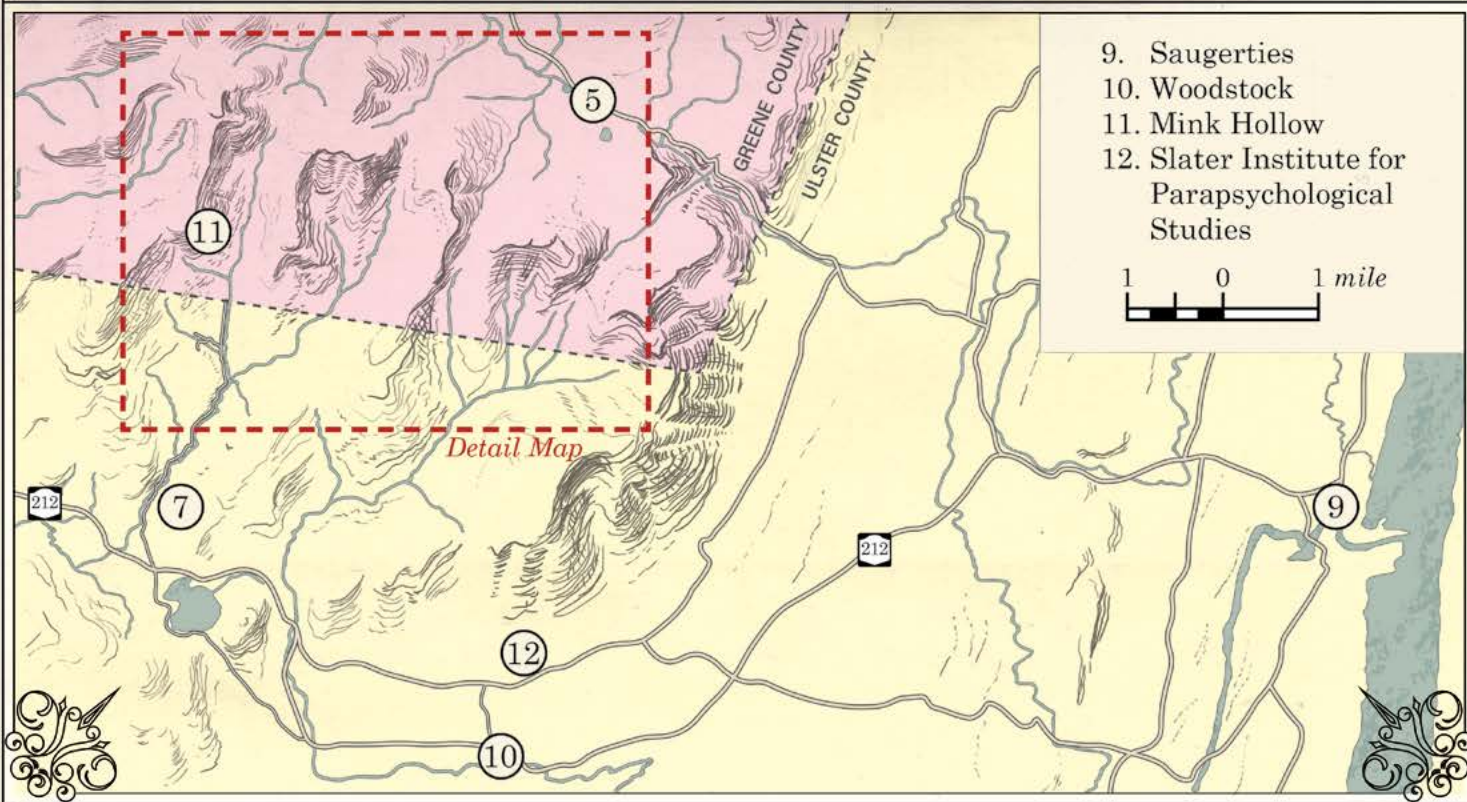 5
GREENE COUNTY
ULSTER COUNTY
9. Saugerties
10. Woodstock
11. Mink Hollow
12. Slater Institute for
Parapsychological
Studies
1 0 1 mile
11
Detail Map
212
7
212
9
12
10